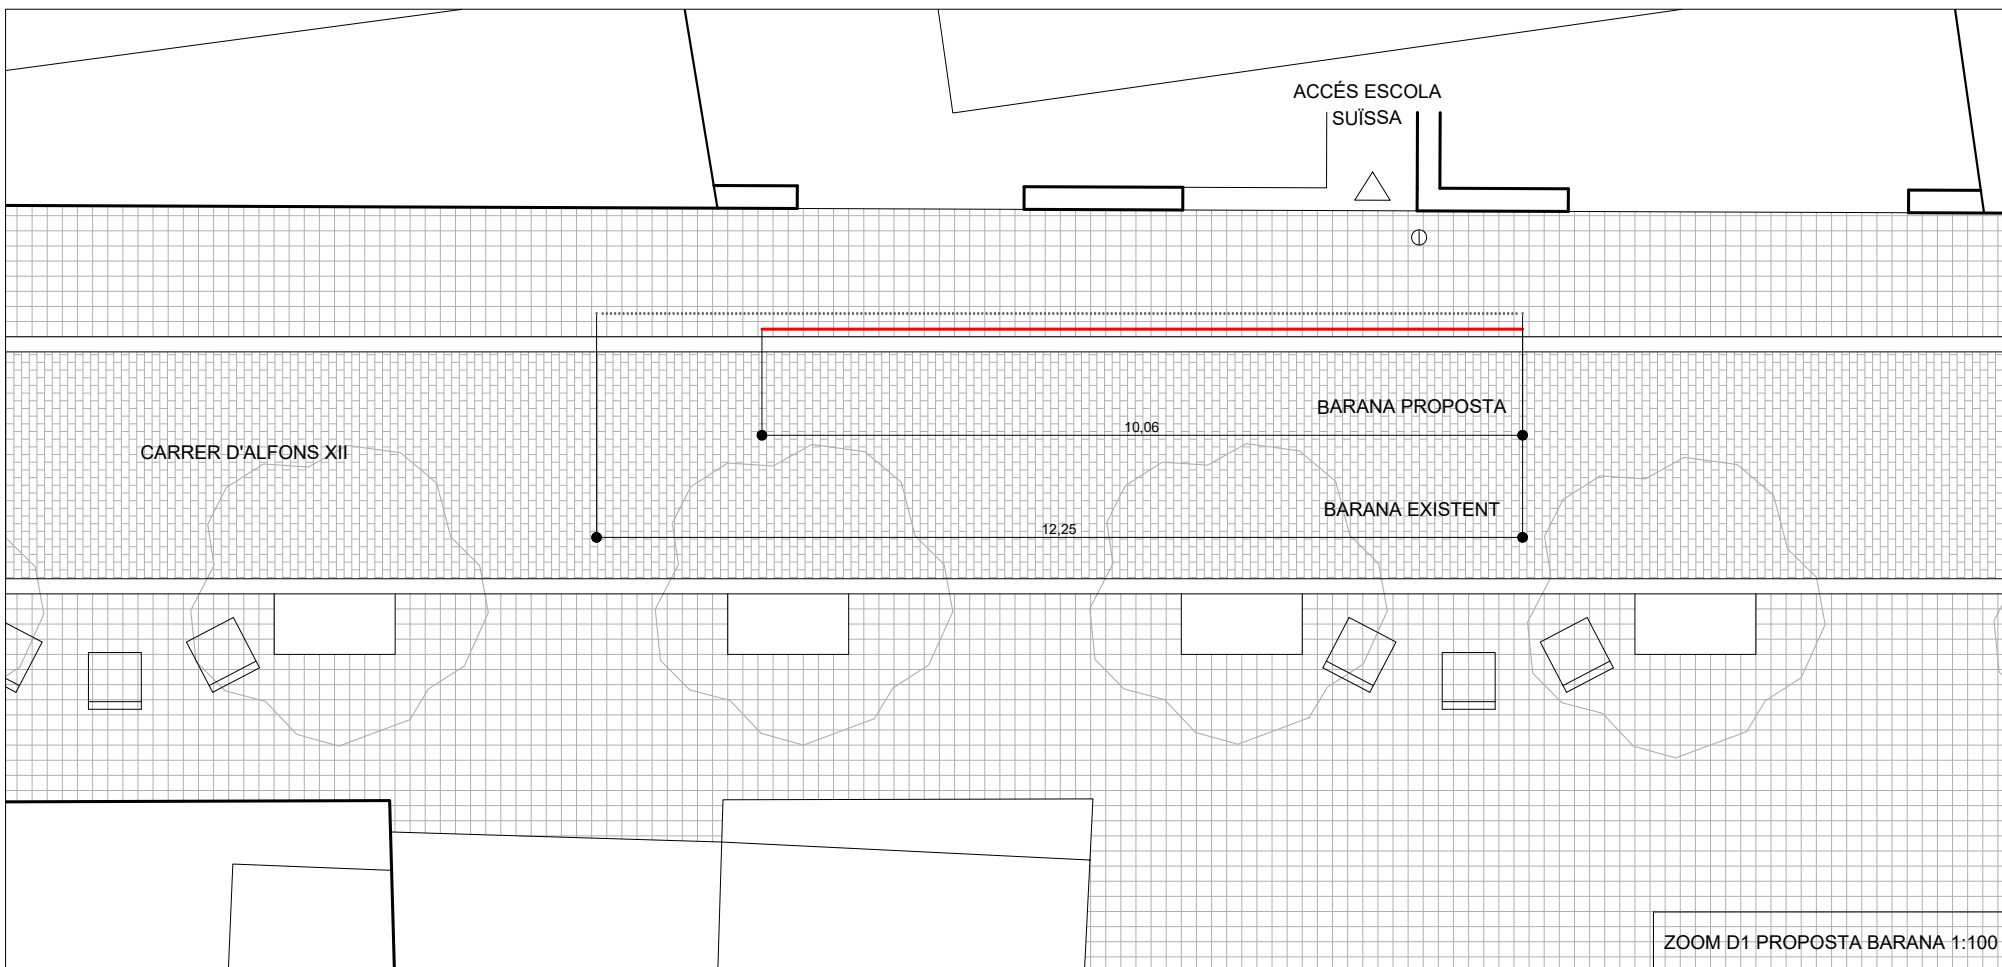 ACCÉS ESCOLA
SUÏSSA
BARANA PROPOSTA
10,06
CARRER D'ALFONS XII
BARANA EXISTENT
12,25
ZOOM D1 PROPOSTA BARANA 1:100